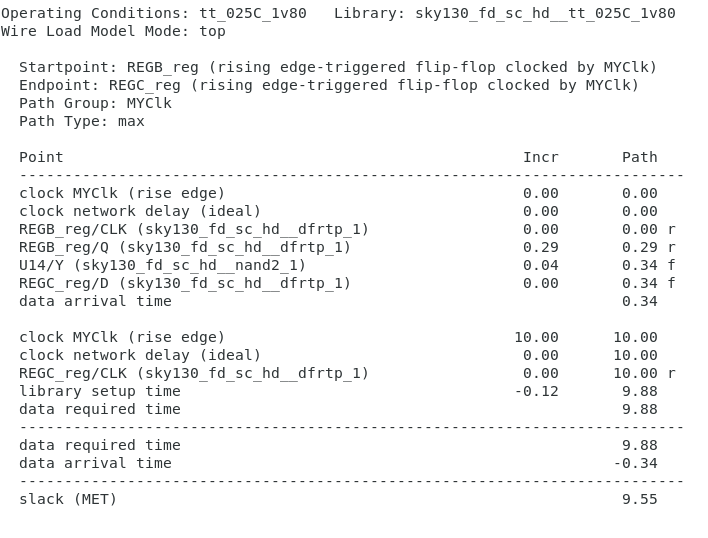 Operating Conditions: tt_025C_1v80   Library: sky130_fd_sc_hd__tt_025C_1v80
Wire Load Model Mode: top
  Startpoint: REGB_reg (rising edge-triggered flip-flop clocked by MYClk)
  Endpoint: REGC_reg (rising edge-triggered flip-flop clocked by MYClk)
  Path Group: MYClk
  Path Type: max
  Point                                                   Incr       Path
  --------------------------------------------------------------------------
  clock MYClk (rise edge)                                 0.00       0.00
  clock network delay (ideal)                             0.00       0.00
  REGB_reg/CLK (sky130_fd_sc_hd__dfrtp_1)                 0.00       0.00 r
  REGB_reg/Q (sky130_fd_sc_hd__dfrtp_1)                   0.29       0.29 r
  U14/Y (sky130_fd_sc_hd__nand2_1)                        0.04       0.34 f
  REGC_reg/D (sky130_fd_sc_hd__dfrtp_1)                   0.00       0.34 f
  data arrival time                                                  0.34
  clock MYClk (rise edge)                                10.00      10.00
  clock network delay (ideal)                             0.00      10.00
  REGC_reg/CLK (sky130_fd_sc_hd__dfrtp_1)                 0.00      10.00 r
  library setup time                                     -0.12       9.88
  data required time                                                 9.88
  --------------------------------------------------------------------------
  data required time                                                 9.88
  data arrival time                                                 -0.34
  --------------------------------------------------------------------------
  slack (MET)                                                        9.55